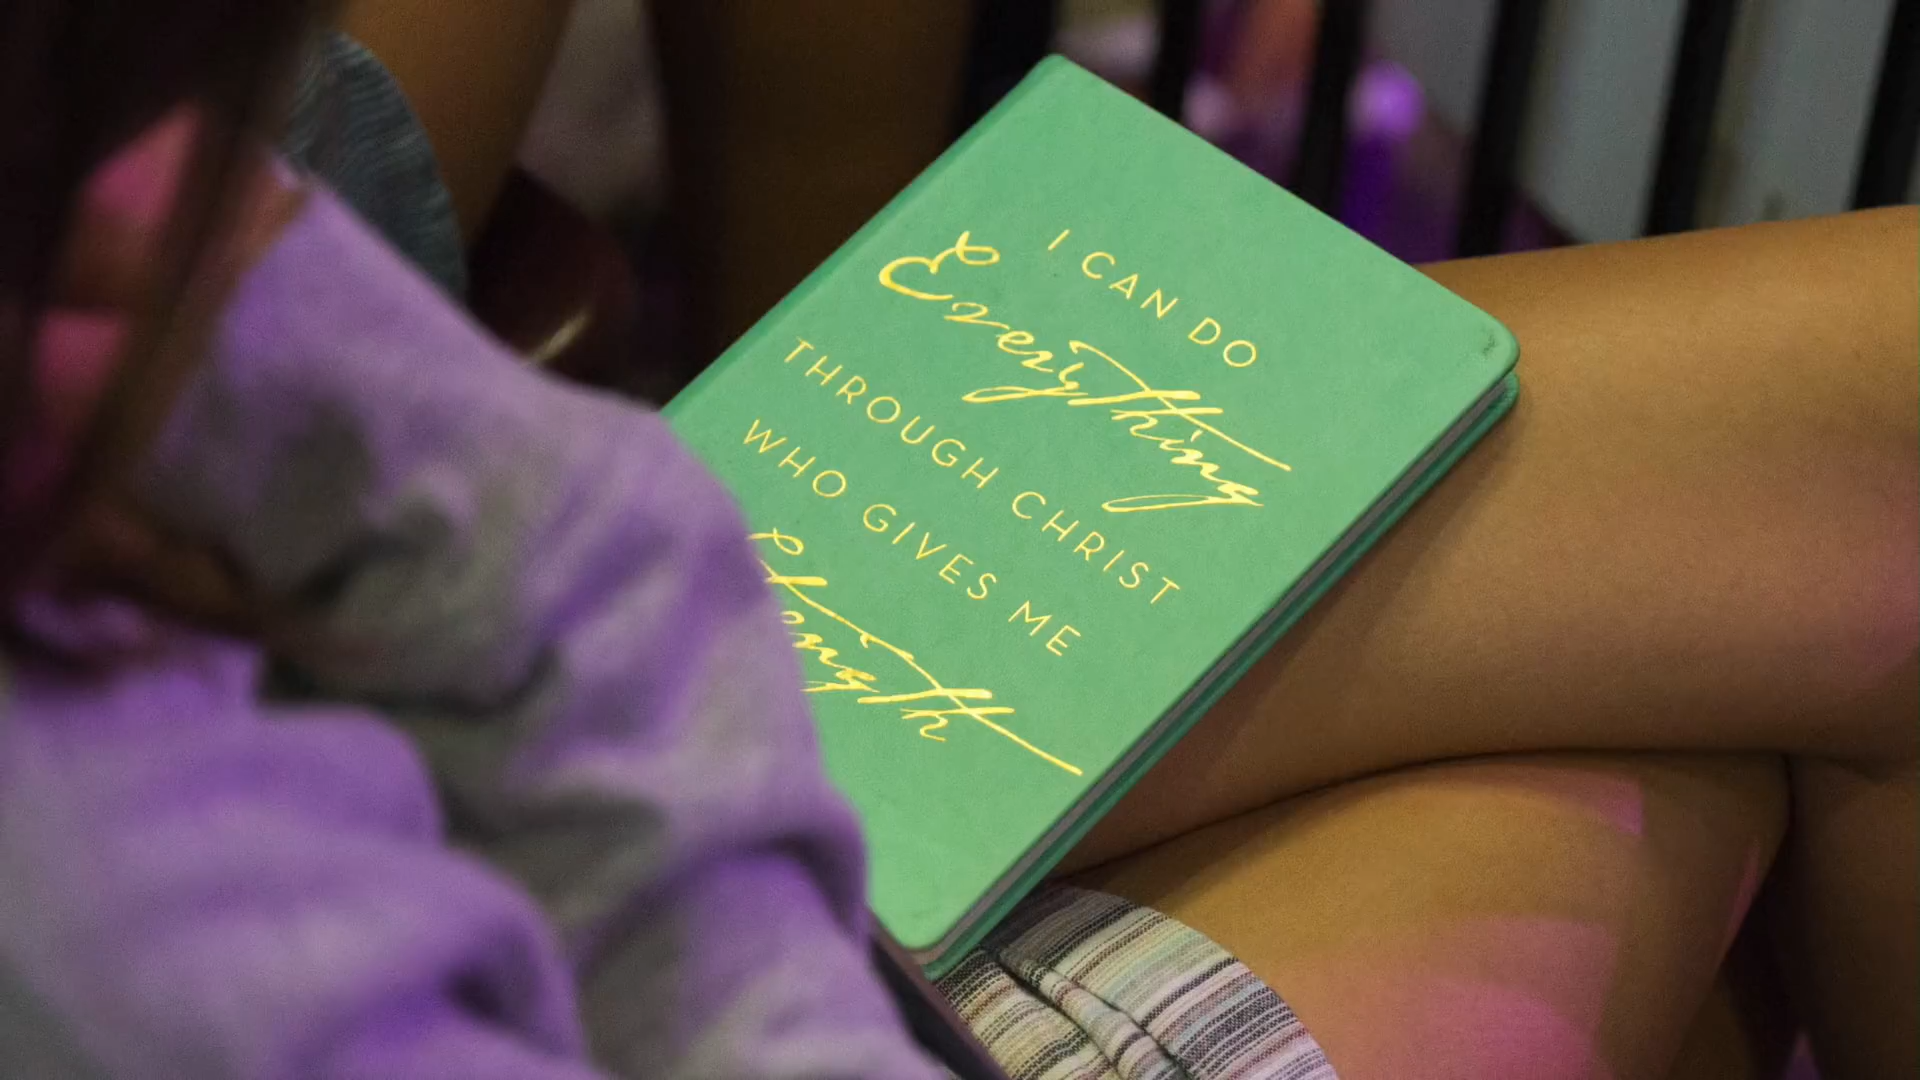 I CAN DO
Everything
THROUGH CHRIST
WHO GIVES ME
Strength